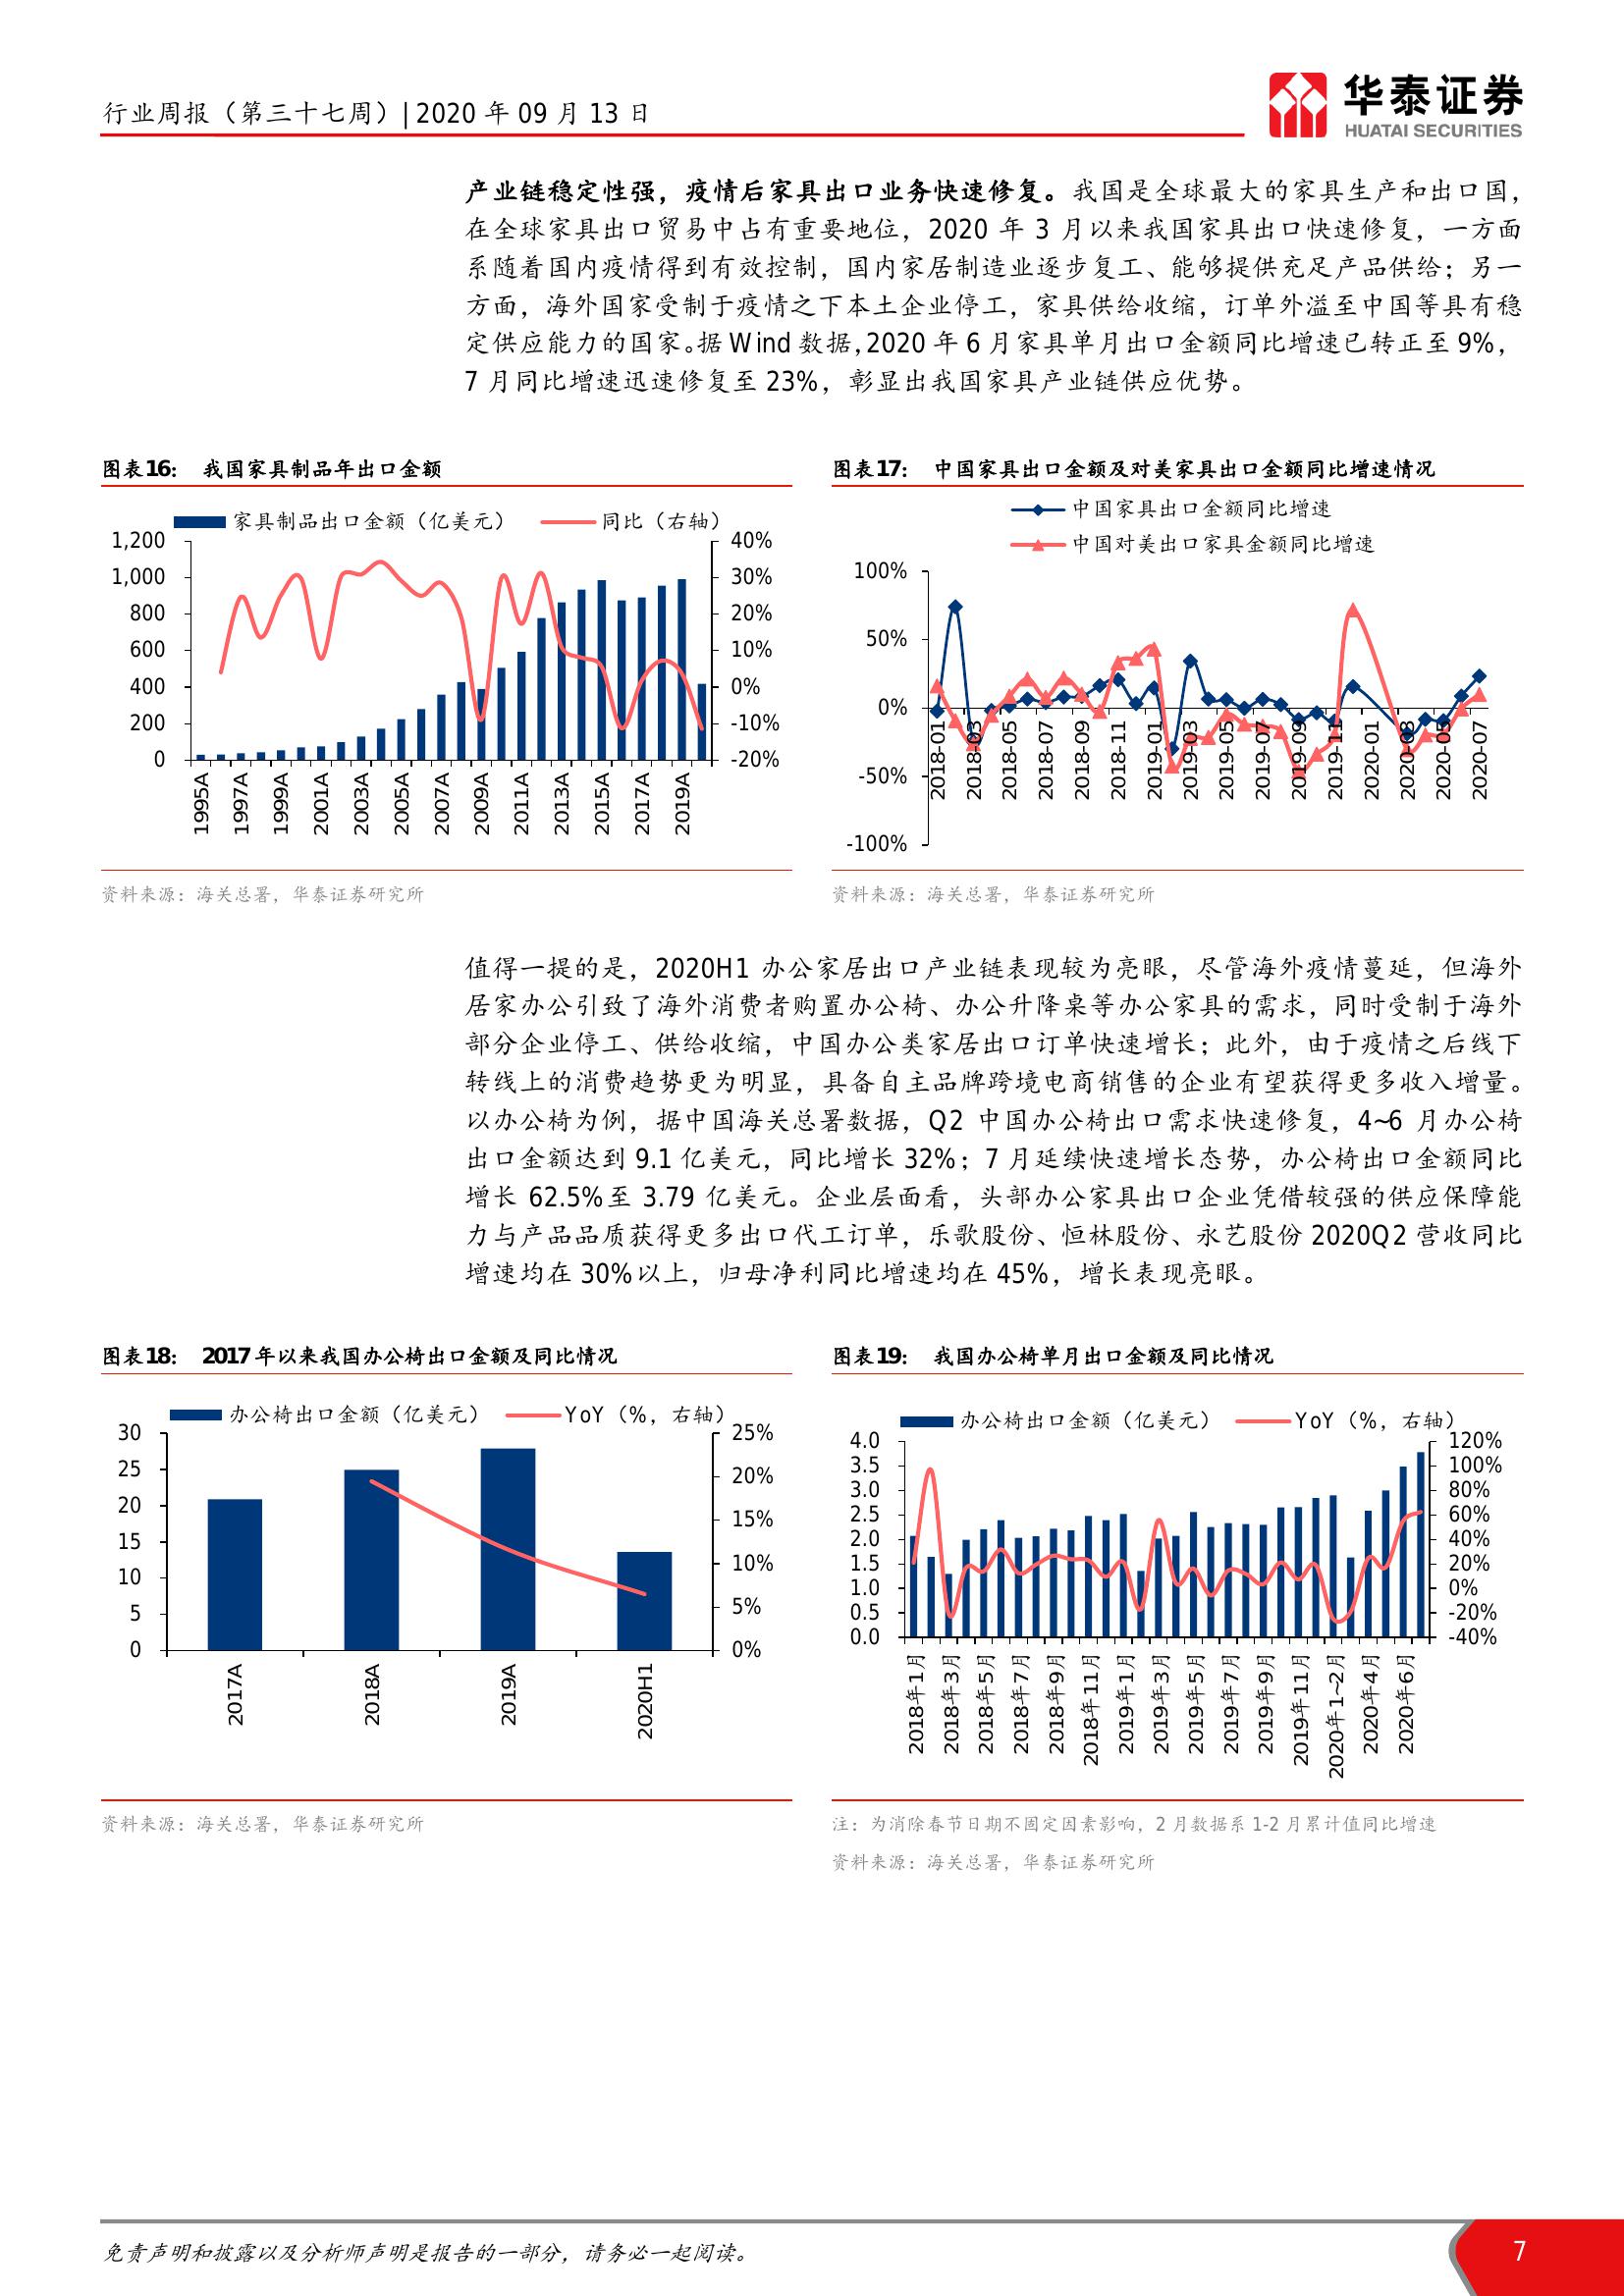 行业周报（第三十七周）| 2020 年 09 月 13 日
华泰证券
HUATAI SECURITIES
产业链稳定性强，疫情后家具出口业务快速修复。我国是全球最大的家具生产和出口国，
在全球家具出口贸易中占有重要地位，2020 年 3 月以来我国家具出口快速修复，一方面
系随着国内疫情得到有效控制，国内家居制造业逐步复工、能够提供充足产品供给；另一
方面，海外国家受制于疫情之下本土企业停工，家具供给收缩，订单外溢至中国等具有稳
定供应能力的国家。据 Wind 数据，2020 年 6 月家具单月出口金额同比增速已转正至 9%，
7 月同比增速迅速修复至 23%，彰显出我国家具产业链供应优势。
图表16： 我国家具制品年出口金额
家具制品出口金额（亿美元） 同比（右轴）
1,200
1,000
800
600
400
200
0
40%
30%
20%
10%
0%
-10%
-20%
1995A
1997A
1999A
2001A
2003A
2005A
2007A
2009A
2011A
2013A
2015A
2017A
2019A
资料来源：海关总署，华泰证券研究所
图表17： 中国家具出口金额及对美家具出口金额同比增速情况
中国家具出口金额同比增速
中国对美出口家具金额同比增速
100%
50%
0%
-50%
-100%
2018-01
2018-03
2018-05
2018-07
2018-09
2018-11
2019-01
2019-03
2019-05
2019-07
2019-09
2019-11
2020-01
2020-03
2020-05
2020-07
资料来源：海关总署，华泰证券研究所
值得一提的是，2020H1 办公家居出口产业链表现较为亮眼，尽管海外疫情蔓延，但海外
居家办公引致了海外消费者购置办公椅、办公升降桌等办公家具的需求，同时受制于海外
部分企业停工、供给收缩，中国办公类家居出口订单快速增长；此外，由于疫情之后线下
转线上的消费趋势更为明显，具备自主品牌跨境电商销售的企业有望获得更多收入增量。
以办公椅为例，据中国海关总署数据，Q2 中国办公椅出口需求快速修复，4~6 月办公椅
出口金额达到 9.1 亿美元，同比增长 32%；7 月延续快速增长态势，办公椅出口金额同比
增长 62.5%至 3.79 亿美元。企业层面看，头部办公家具出口企业凭借较强的供应保障能
力与产品品质获得更多出口代工订单，乐歌股份、恒林股份、永艺股份 2020Q2 营收同比
增速均在 30%以上，归母净利同比增速均在 45%，增长表现亮眼。
图表18： 2017 年以来我国办公椅出口金额及同比情况
办公椅出口金额（亿美元） YoY（%，右轴）
30
25
20
15
10
5
0
25%
20%
15%
10%
5%
0%
2017A
2018A
2019A
2020H1
资料来源：海关总署，华泰证券研究所
图表19： 我国办公椅单月出口金额及同比情况
办公椅出口金额（亿美元） YoY（%，右轴）
4.0
3.5
3.0
2.5
2.0
1.5
1.0
0.5
0.0
120%
100%
80%
60%
40%
20%
0%
-20%
-40%
2018年1月
2018年3月
2018年5月
2018年7月
2018年9月
2018年11月
2019年1月
2019年3月
2019年5月
2019年7月
2019年9月
2019年11月
2020年1~2月
2020年4月
2020年6月
注：为消除春节日期不固定因素影响，2 月数据系 1-2 月累计值同比增速
资料来源：海关总署，华泰证券研究所
免责声明和披露以及分析师声明是报告的一部分，请务必一起阅读。
7